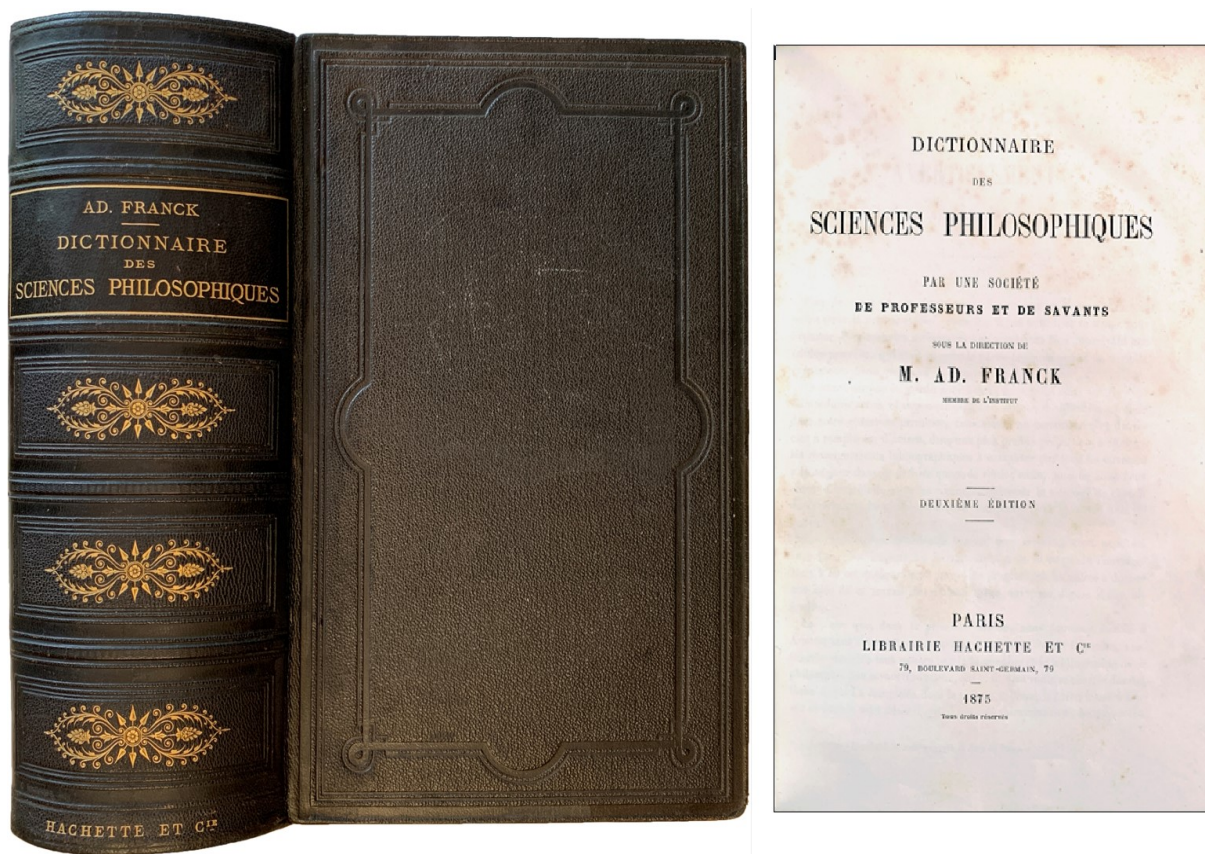 AD. FRANCK
DICTIONNAIRE
DES
SCIENCES PHILOSOPHIQUES
HACHETTE ET CIE
DICTIONNAIRE
DES
SCIENCES PHILOSOPHIQUES
PAR UNE SOCIÉTÉ
DE PROFESSEURS ET DE SAVANTS
SOUS LA DIRECTION DE
M. AD. FRANCK
MEMBRE DE L'INSTITUT
DEUXIÈME ÉDITION
PARIS
LIBRAIRIE HACHETTE ET CIE
79, BOULEVARD SAINT-GERMAIN, 79
1875
Tous droits réservés